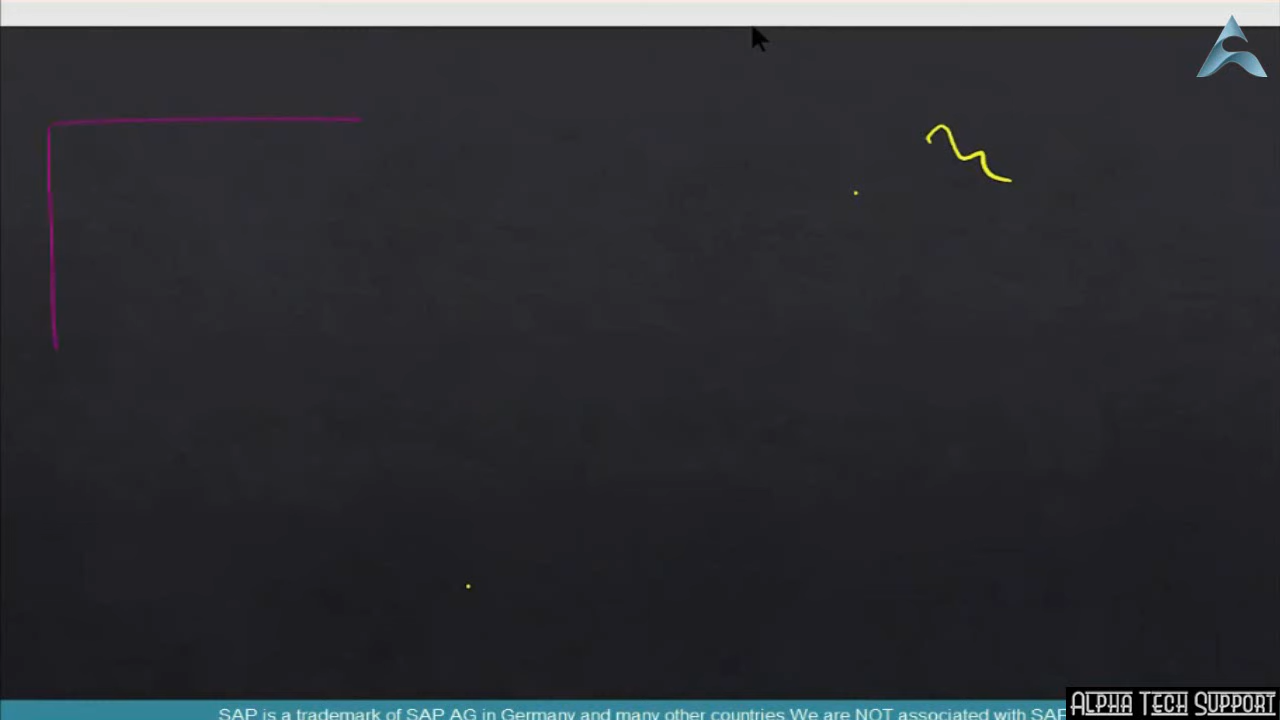 SAP is a trademark of SAP AG in Germany and many other countries.We are NOT associated with SAP
ALPHA TECH SUPPORT